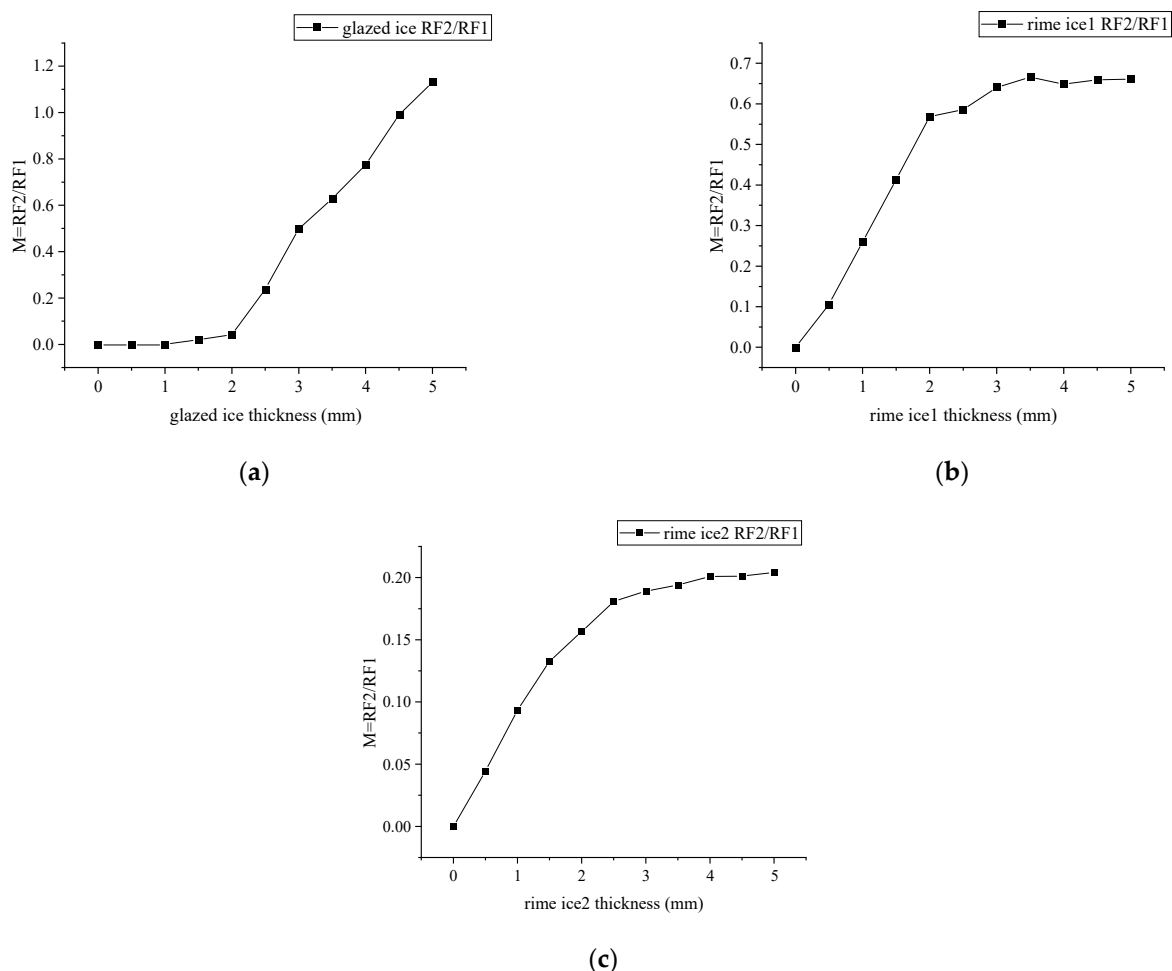 glazed ice RF2/RF1
1.2
1.0
0.8
0.6
0.4
0.2
0.0
M=RF2/RF1
0 1 2 3 4 5
glazed ice thickness (mm)
(a)
rime ice1 RF2/RF1
0.7
0.6
0.5
0.4
0.3
0.2
0.1
0.0
M=RF2/RF1
0 1 2 3 4 5
rime ice1 thickness (mm)
(b)
rime ice2 RF2/RF1
0.20
0.15
0.10
0.05
0.00
M=RF2/RF1
0 1 2 3 4 5
rime ice2 thickness (mm)
(c)